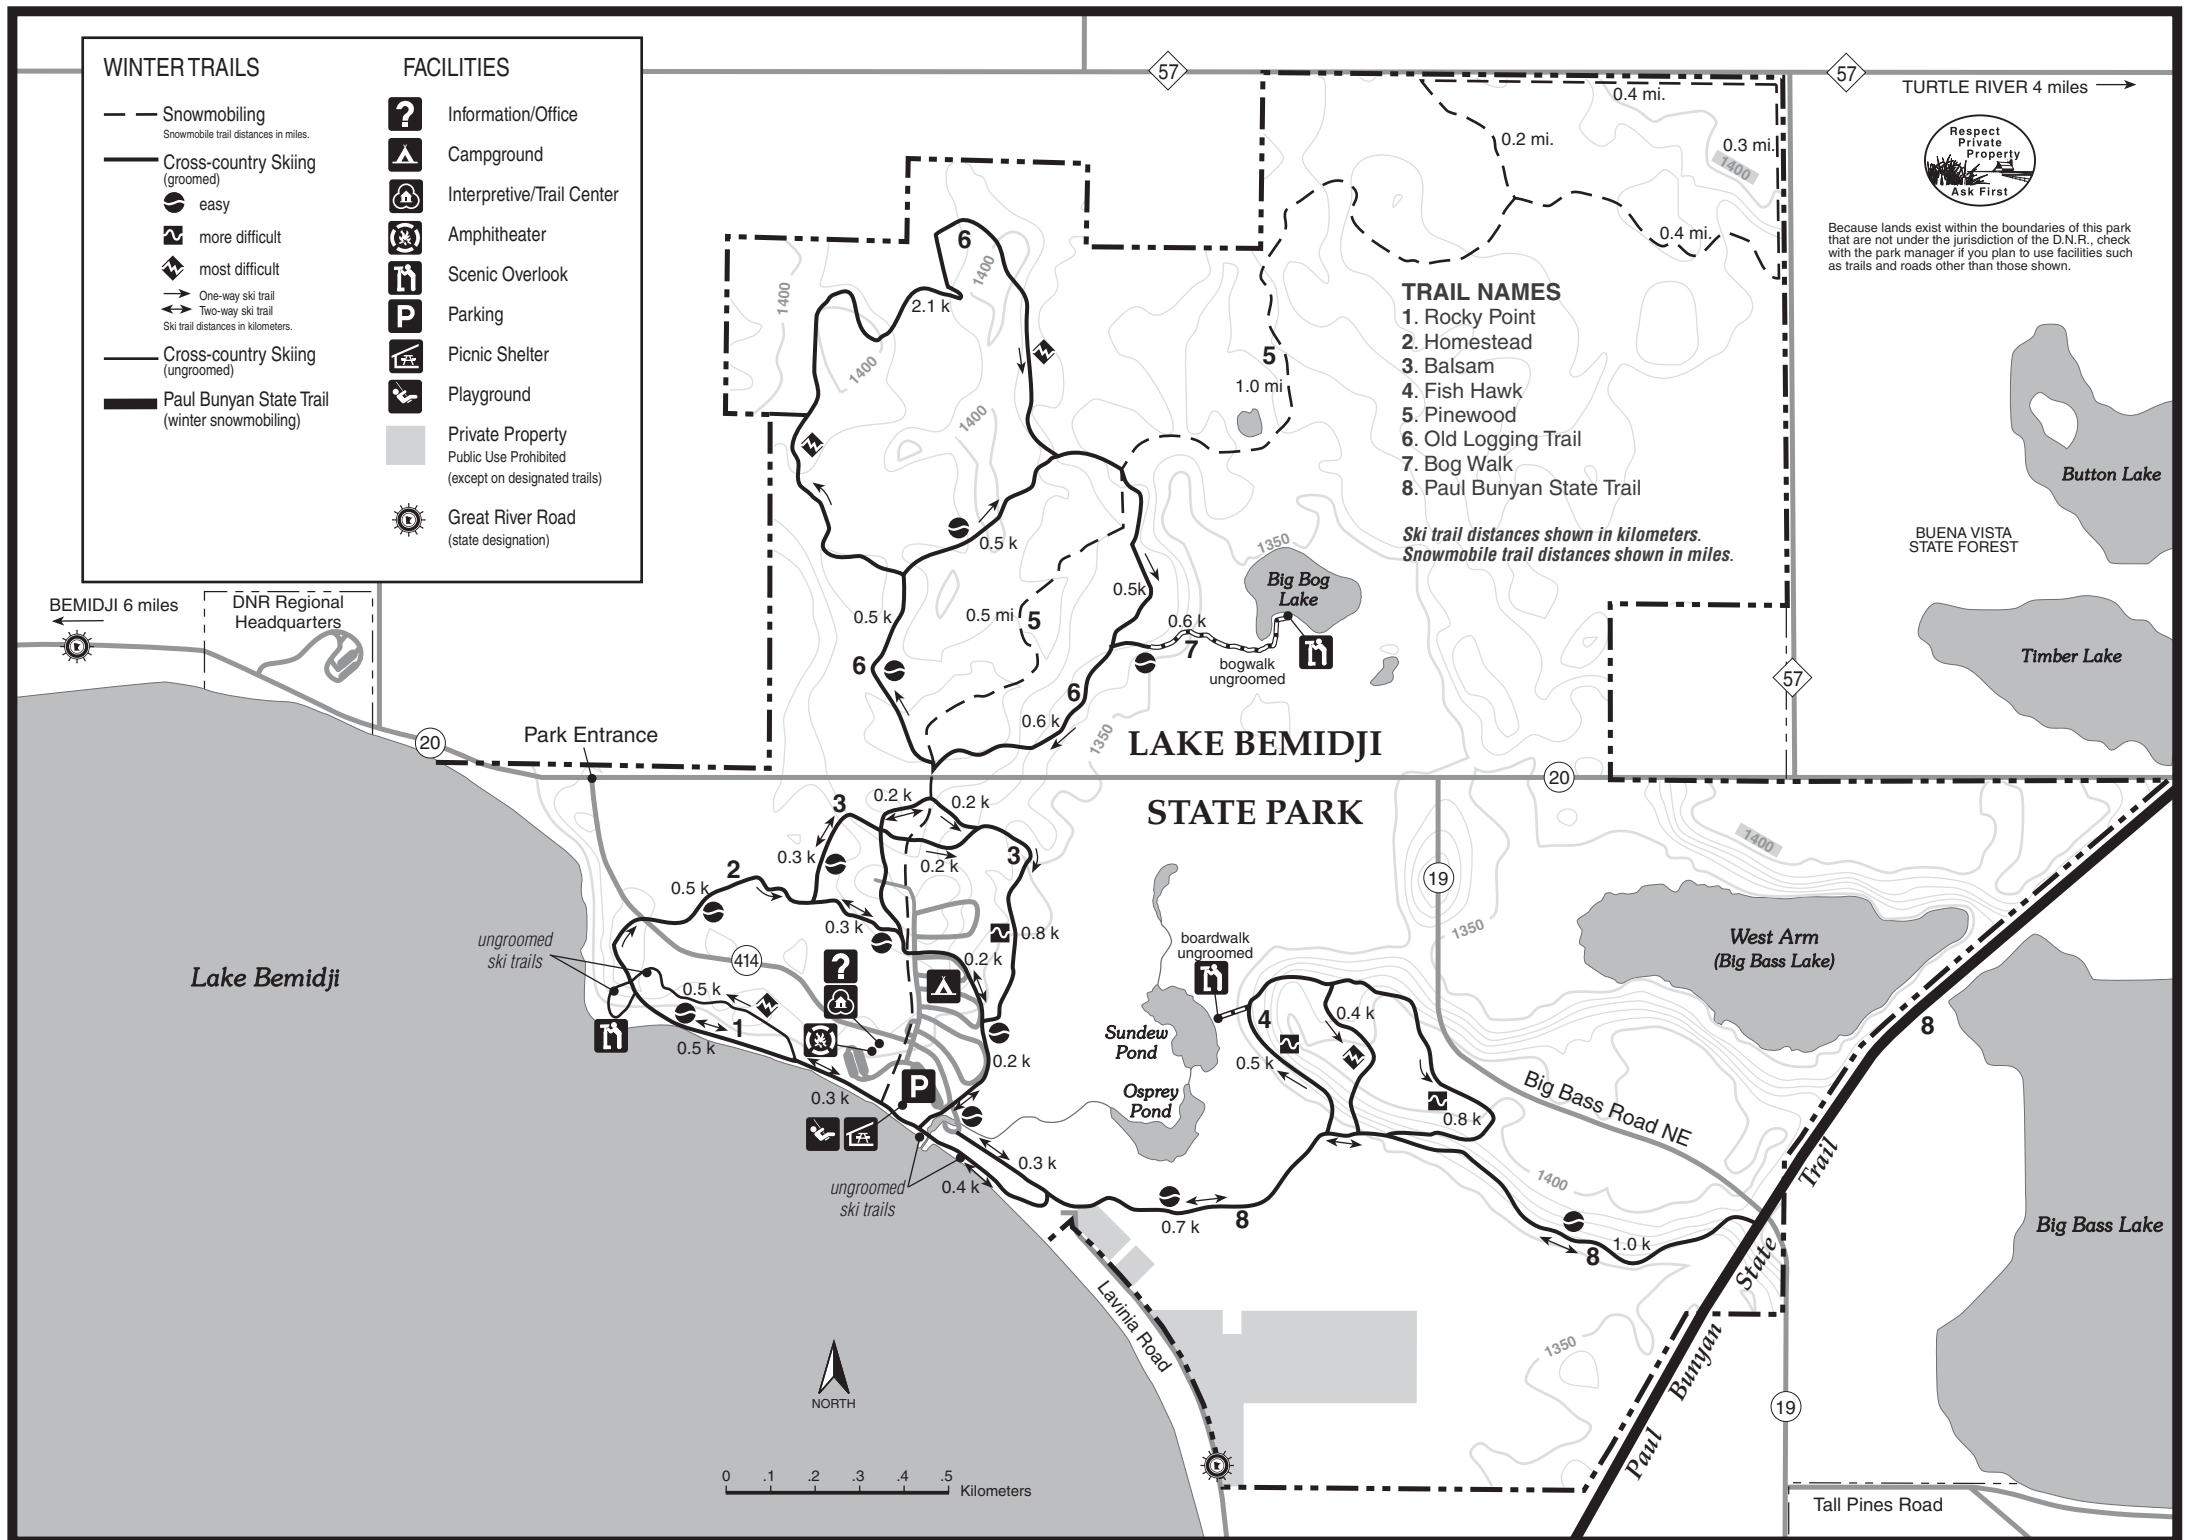 WINTER TRAILS
Snowmobiling
Snowmobile trail distances in miles.
Cross-country Skiing
(groomed)
easy
more difficult
most difficult
One-way ski trail
Two-way ski trail
Ski trail distances in kilometers.
Cross-country Skiing
(ungroomed)
Paul Bunyan State Trail
(winter snowmobiling)
FACILITIES
?
Information/Office
Campground
Interpretive/Trail Center
Amphitheater
Scenic Overlook
P
Parking
Picnic Shelter
Playground
Private Property
Public Use Prohibited
(except on designated trails)
Great River Road
(state designation)
57
57
TURTLE RIVER 4 miles
Respect
Private
Property
Ask First
Because lands exist within the boundaries of this park
that are not under the jurisdiction of the D.N.R., check
with the park manager if you plan to use facilities such
as trails and roads other than those shown.
0.4 mi.
0.2 mi.
0.3 mi.
1400
0.4 mi.
TRAIL NAMES
1. Rocky Point
2. Homestead
3. Balsam
4. Fish Hawk
5. Pinewood
6. Old Logging Trail
7. Bog Walk
8. Paul Bunyan State Trail
Ski trail distances shown in kilometers.
Snowmobile trail distances shown in miles.
6
1400
1400
2.1 k
1400
1400
5
1.0 mi
Button Lake
BUENA VISTA
STATE FOREST
Timber Lake
0.5 k
1350
Big Bog
Lake
0.5k
0.5 k
0.5 mi
5
0.6 k
7
bogwalk
ungroomed
6
6
0.6 k
1350
57
BEMIDJI 6 miles
DNR Regional
Headquarters
20
Park Entrance
LAKE BEMIDJI
20
STATE PARK
0.2 k
0.2 k
3
0.3 k
0.2 k
3
2
0.5 k
0.3 k
0.8 k
0.2 k
ungroomed
ski trails
414
?
0.5 k
1
0.5 k
0.2 k
P
0.3 k
Lake Bemidji
ungroomed
ski trails
0.4 k
0.3 k
boardwalk
ungroomed
Sundew
Pond
Osprey
Pond
4
0.4 k
0.5 k
0.8 k
0.7 k
8
19
1350
1400
West Arm
(Big Bass Lake)
8
Big Bass Road NE
1400
1.0 k
8
Paul Bunyan State Trail
Big Bass Lake
Lavinia Road
1350
19
Tall Pines Road
NORTH
0 .1 .2 .3 .4 .5
Kilometers